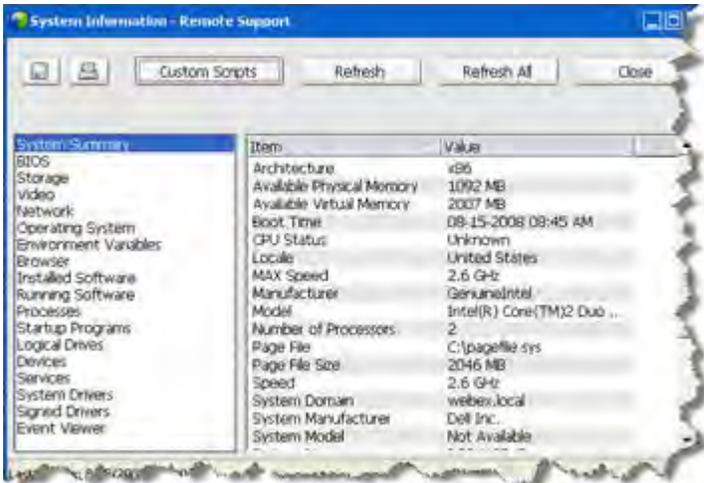 System Information - Remote Support
Custom Scripts
Refresh
Refresh All
Close
System Summary
BIOS
Storage
Video
Network
Operating System
Environment Variables
Browser
Installed Software
Running Software
Processes
Startup Programs
Logical Drives
Devices
Services
System Drivers
Signed Drivers
Event Viewer
Item Value
Architecture x86
Available Physical Memory 1092 MB
Available Virtual Memory 2007 MB
Boot Time 08-15-2008 08:45 AM
CPU Status Unknown
Locale United States
MAX Speed 2.6 GHz
Manufacturer GenuineIntel
Model Intel(R) Core(TM)2 Duo ...
Number of Processors 2
Page File C:\pagefile.sys
Page File Size 2046 MB
Speed 2.6 GHz
System Domain webex.local
System Manufacturer Dell Inc.
System Model Not Available